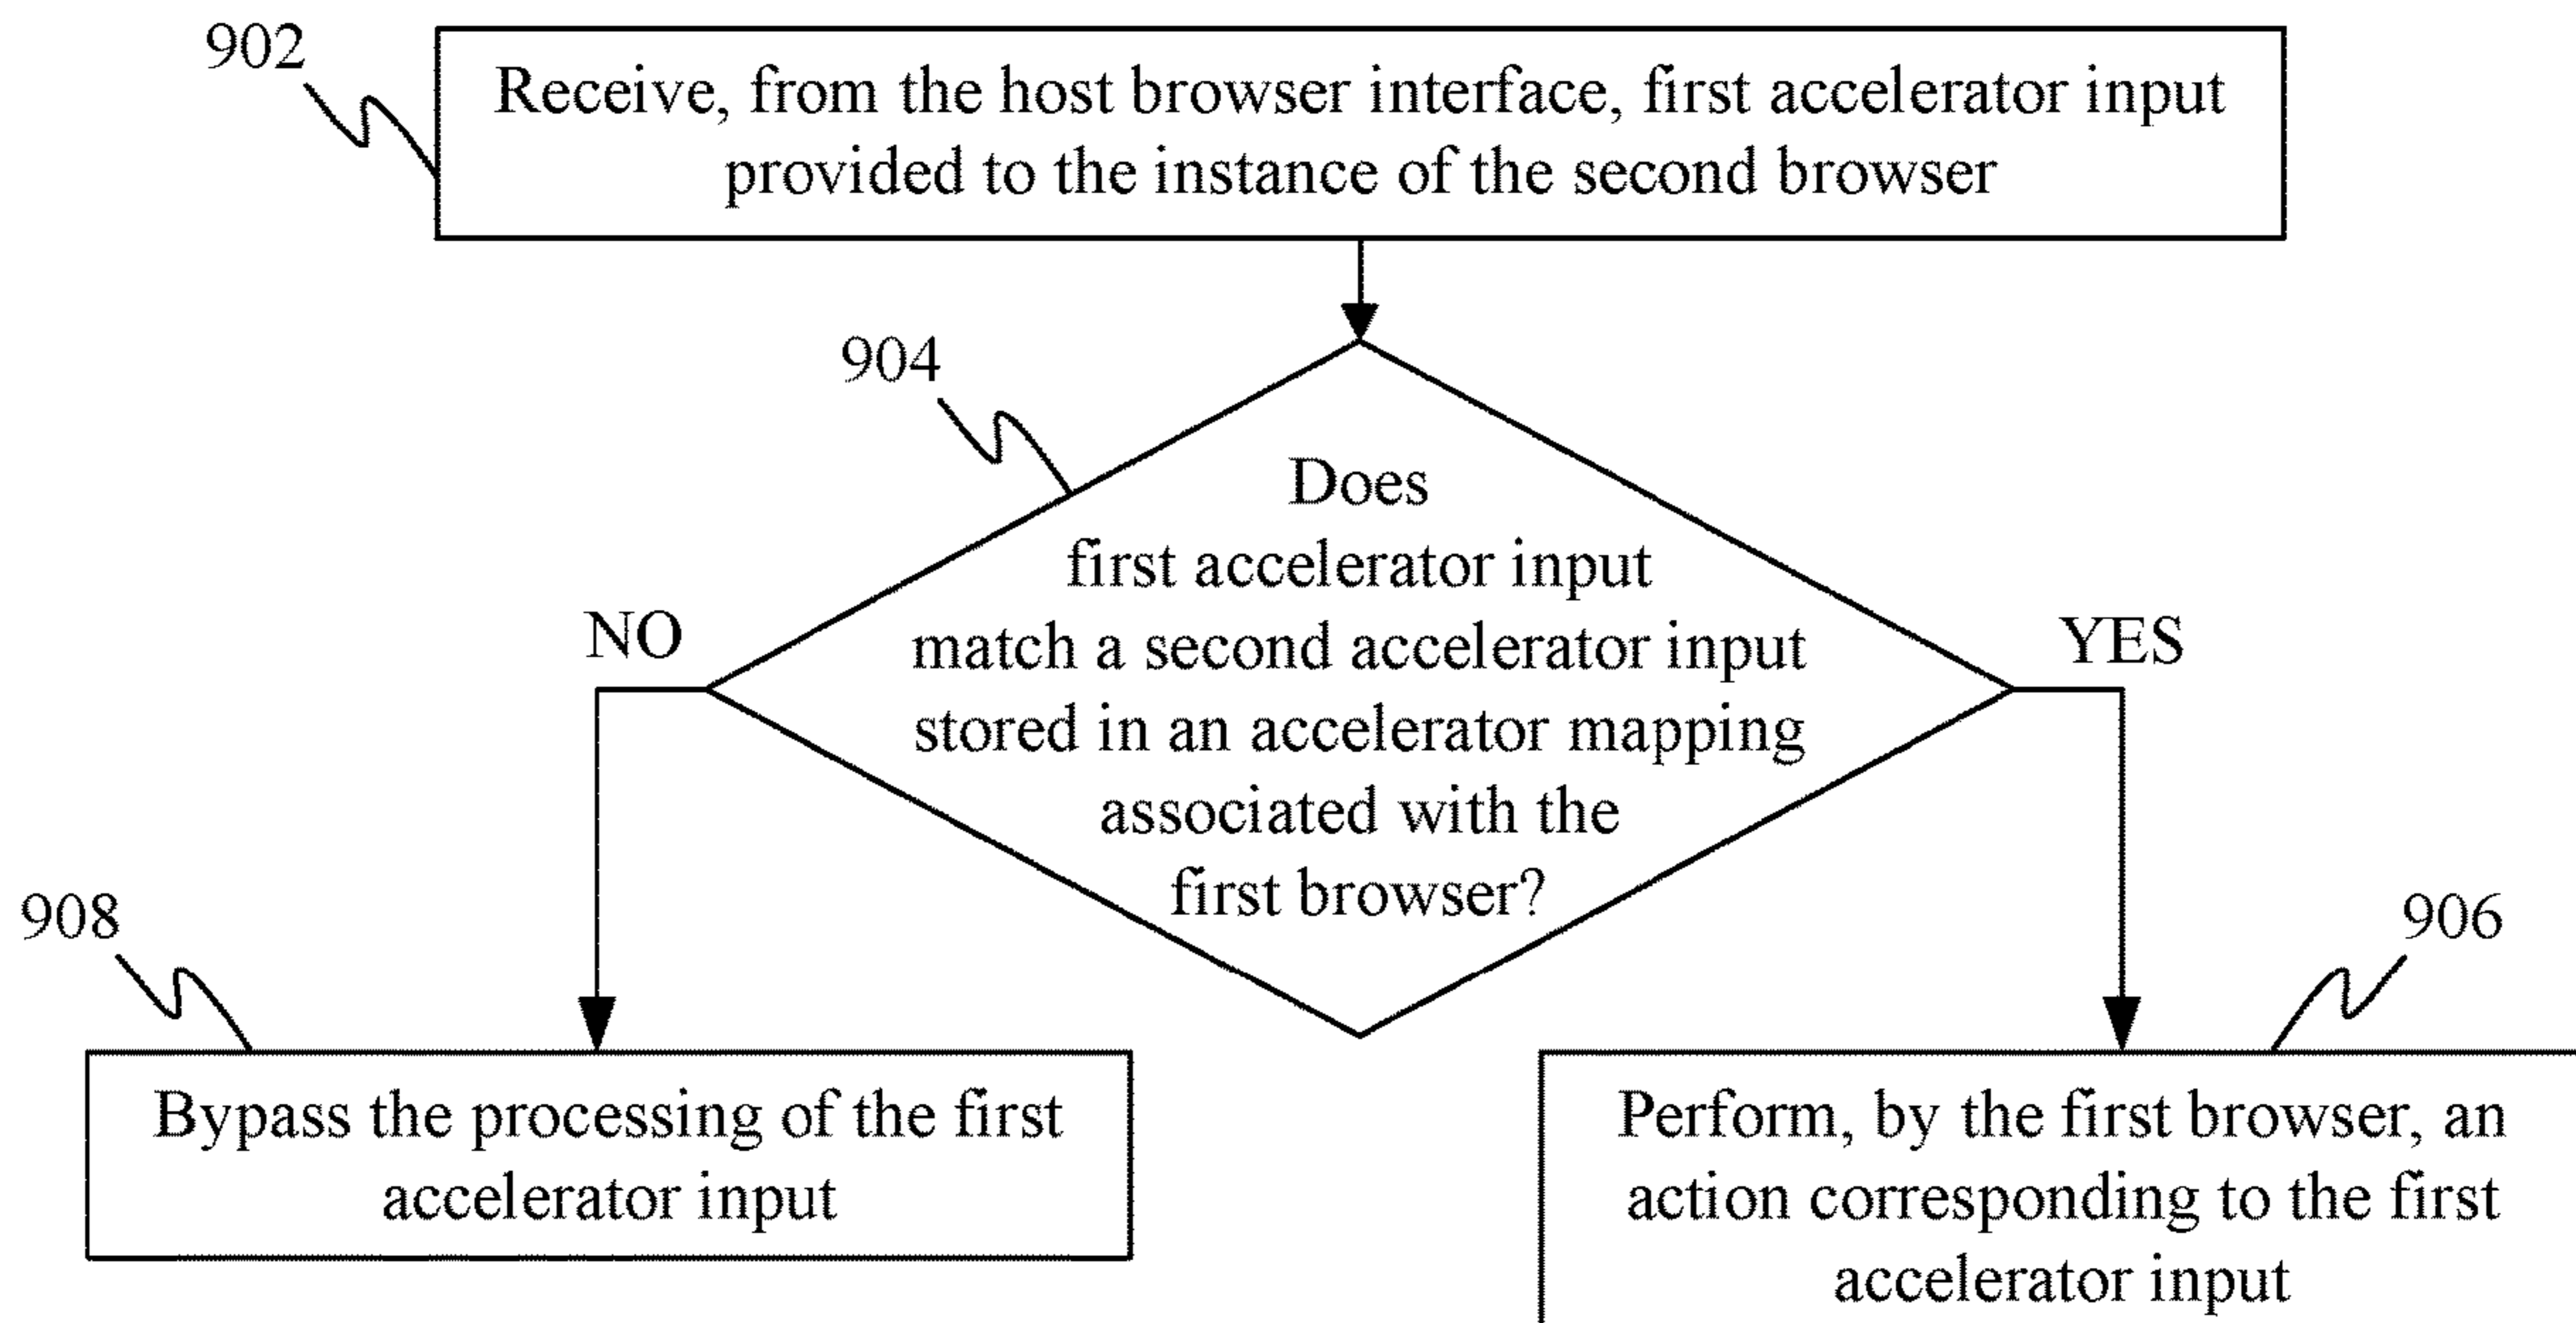 902
Receive, from the host browser interface, first accelerator input
provided to the instance of the second browser
904
Does
first accelerator input
match a second accelerator input
stored in an accelerator mapping
associated with the
first browser?
NO
YES
908
Bypass the processing of the first
accelerator input
906
Perform, by the first browser, an
action corresponding to the first
accelerator input